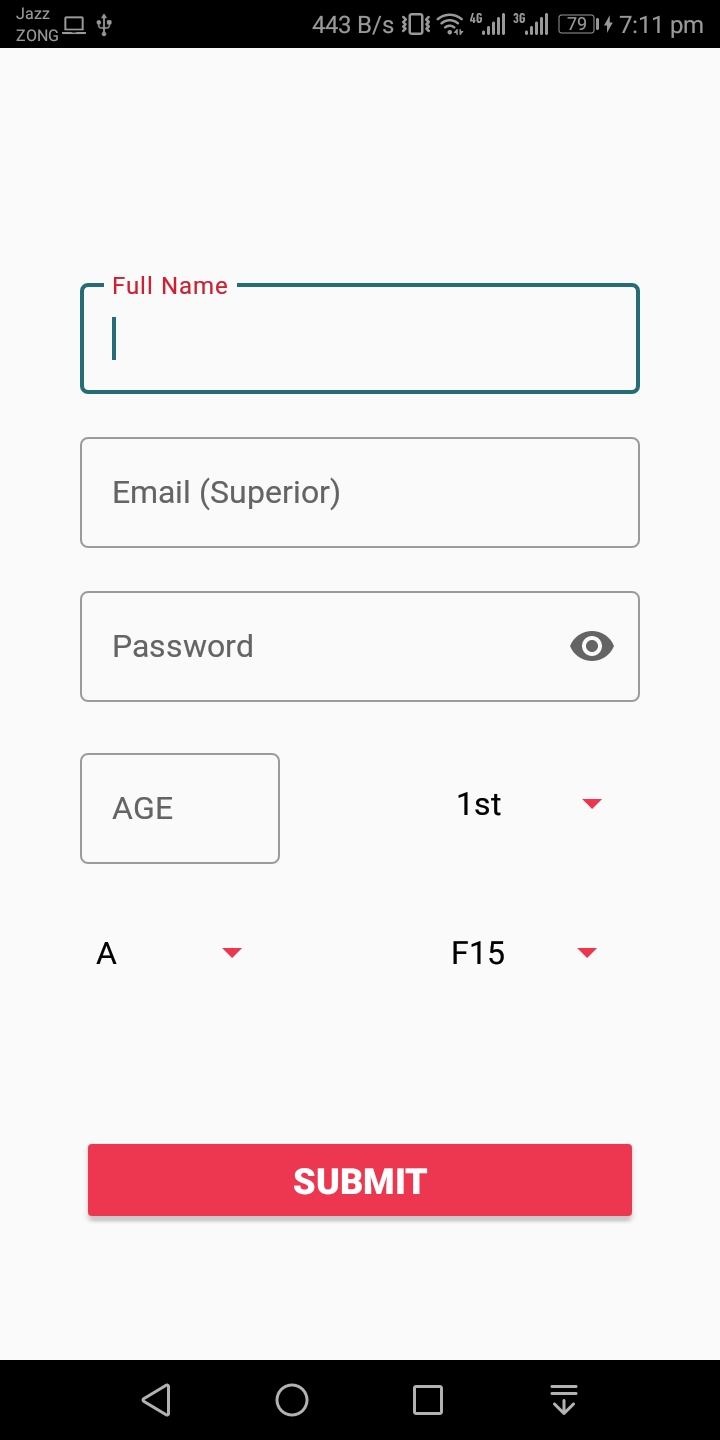 Jazz
ZONG
443 B/s 4G 3G 79 7:11 pm
Full Name
Email (Superior)
Password
AGE
1st
A
F15
SUBMIT